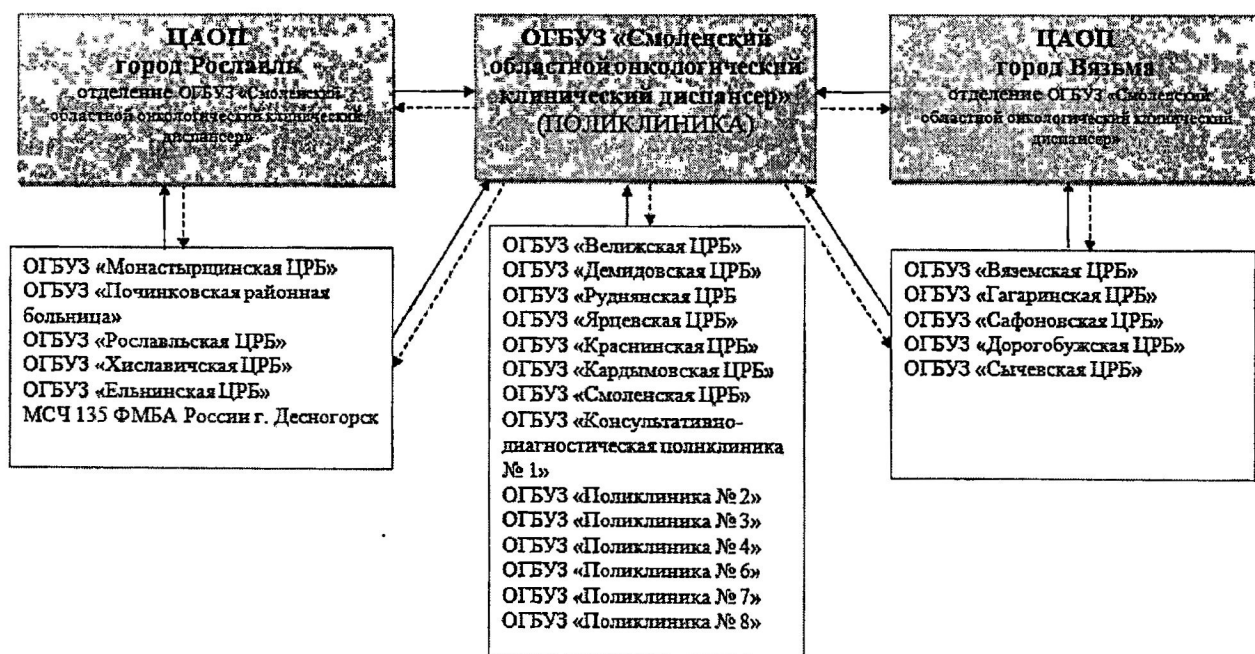 ЦАОП
город Рославль
отделение ОГБУЗ «Смоленский
областной онкологический клинический
диспансер»
ОГБУЗ «Смоленский
областной онкологический
клинический диспансер»
(ПОЛИКЛИНИКА)
ЦАОП
город Вязьма
отделение ОГБУЗ «Смоленский
областной онкологический клинический
диспансер»
ОГБУЗ «Монастырщинская ЦРБ»
ОГБУЗ «Починковская районная
больница»
ОГБУЗ «Рославльская ЦРБ»
ОГБУЗ «Хиславичская ЦРБ»
ОГБУЗ «Ельнинская ЦРБ»
МСЧ 135 ФМБА России г. Десногорск
ОГБУЗ «Велижская ЦРБ»
ОГБУЗ «Демидовская ЦРБ»
ОГБУЗ «Руднянская ЦРБ
ОГБУЗ «Ярцевская ЦРБ»
ОГБУЗ «Краснинская ЦРБ»
ОГБУЗ «Кардымовская ЦРБ»
ОГБУЗ «Смоленская ЦРБ»
ОГБУЗ «Консультативно-
диагностическая поликлиника
№ 1»
ОГБУЗ «Поликлиника № 2»
ОГБУЗ «Поликлиника № 3»
ОГБУЗ «Поликлиника № 4»
ОГБУЗ «Поликлиника № 6»
ОГБУЗ «Поликлиника № 7»
ОГБУЗ «Поликлиника № 8»
ОГБУЗ «Вяземская ЦРБ»
ОГБУЗ «Гагаринская ЦРБ»
ОГБУЗ «Сафоновская ЦРБ»
ОГБУЗ «Дорогобужская ЦРБ»
ОГБУЗ «Сычевская ЦРБ»